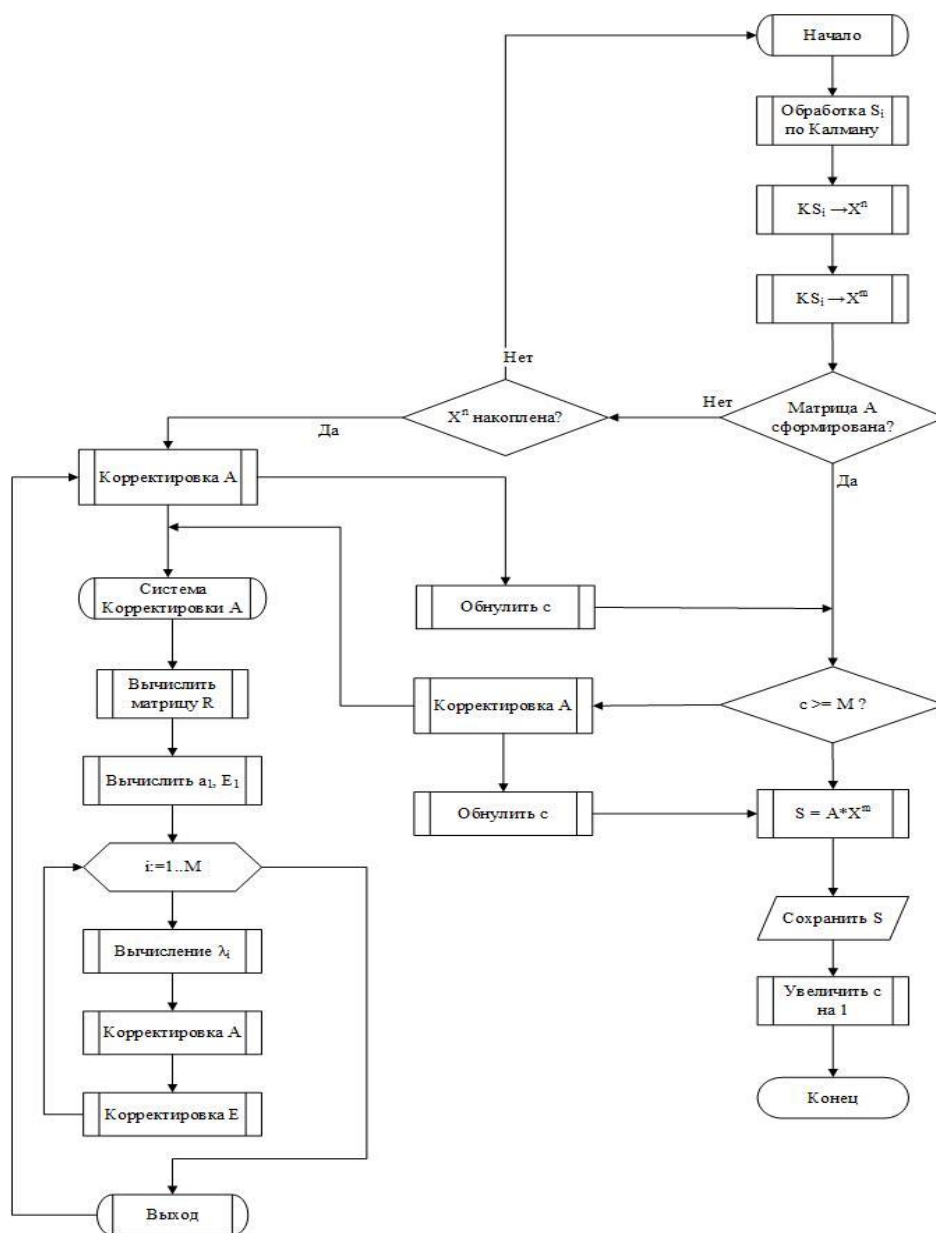 Начало
Обработка Sᵢ
по Калману
KSᵢ →Xⁿ
KSᵢ →Xᵐ
Нет
Нет
Матрица А
сформирована?
Xⁿ накоплена?
Да
Да
Корректировка А
Система
Корректировки А
Обнулить с
Вычислить
матрицу R
Корректировка А
c >= M ?
Вычислить a₁, E₁
Обнулить с
S = A*Xᵐ
i:=1..M
Сохранить S
Вычисление λᵢ
Увеличить с
на 1
Корректировка А
Корректировка Е
Конец
Выход